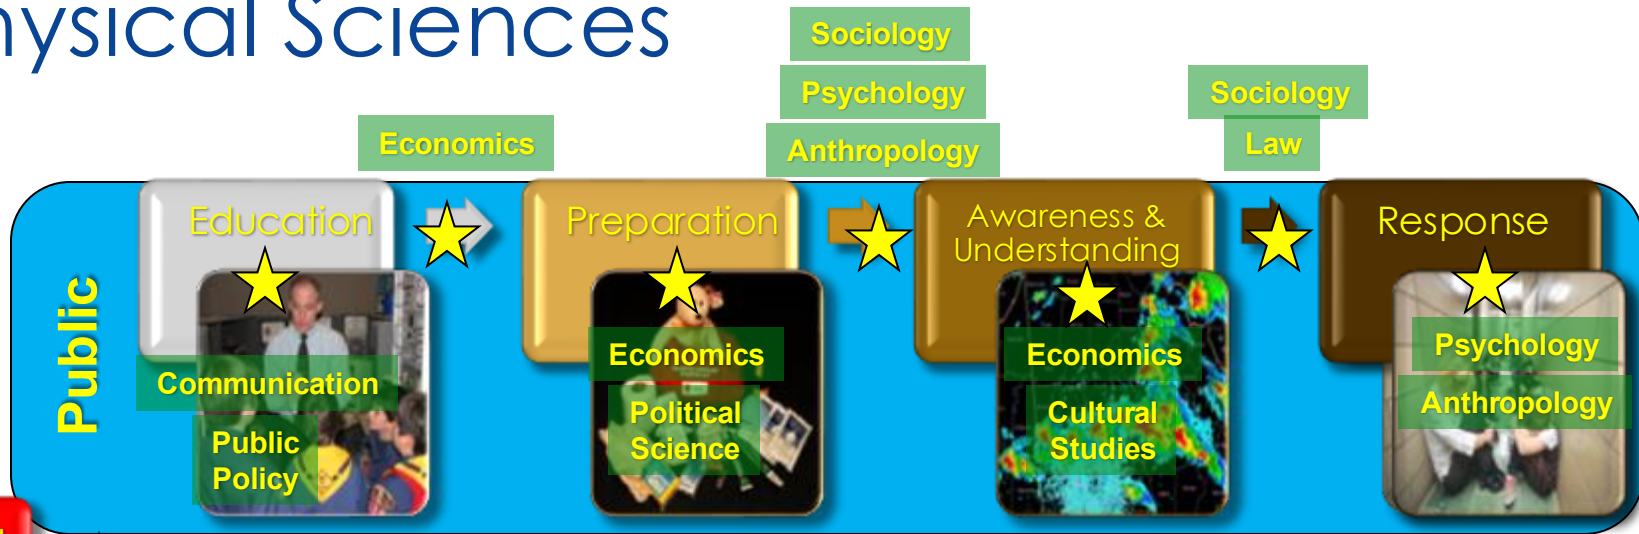 hysical Sciences
Sociology
Psychology
Anthropology
Sociology
Law
Economics
Education
Preparation
Awareness &
Understanding
Response
Public
Communication
Public
Policy
Economics
Political
Science
Economics
Cultural
Studies
Psychology
Anthropology